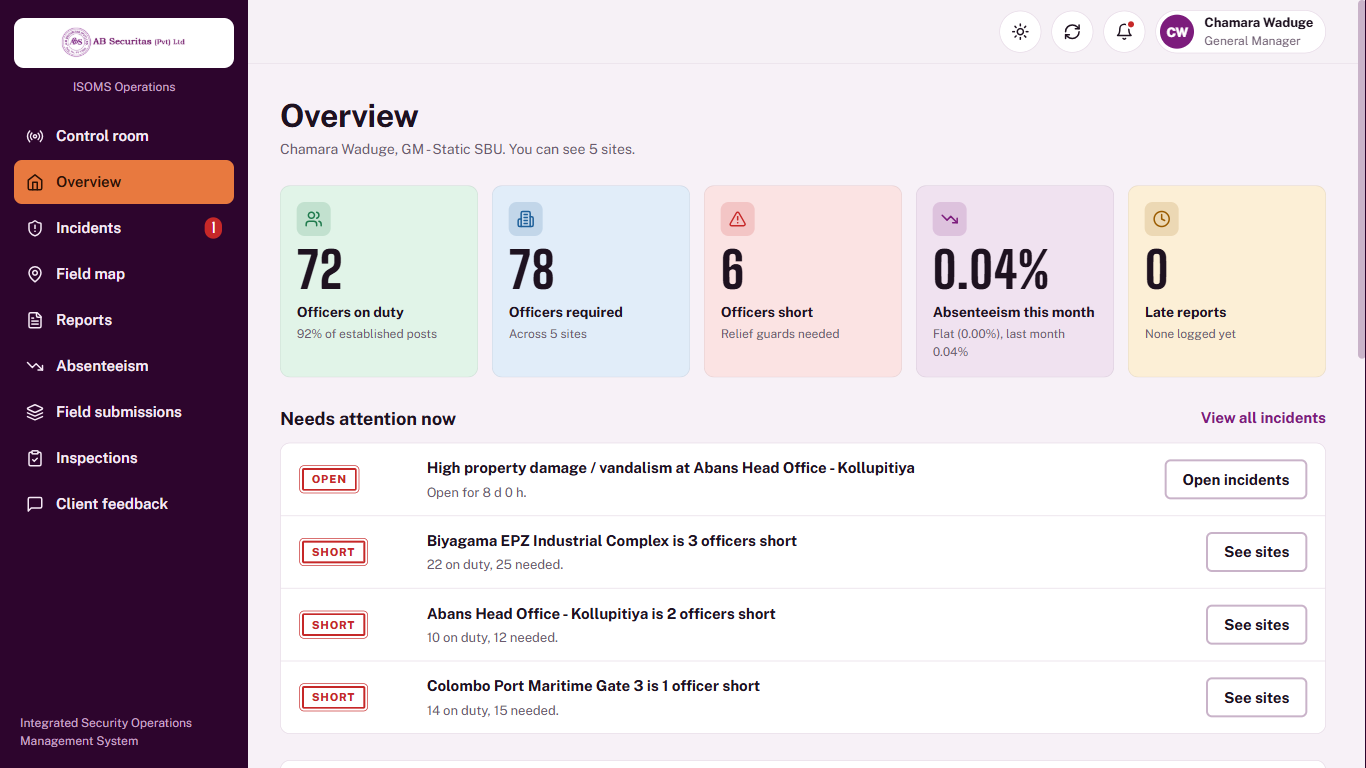 ABS AB Securitas (Pvt) Ltd
ISOMS Operations
Control room
Overview
Incidents 1
Field map
Reports
Absenteeism
Field submissions
Inspections
Client feedback
Integrated Security Operations
Management System
CW
Chamara Waduge
General Manager
Overview
Chamara Waduge, GM - Static SBU. You can see 5 sites.
72
Officers on duty
92% of established posts
78
Officers required
Across 5 sites
6
Officers short
Relief guards needed
0.04%
Absenteeism this month
Flat (0.00%), last month
0.04%
0
Late reports
None logged yet
Needs attention now
View all incidents
OPEN
High property damage / vandalism at Abans Head Office - Kollupitiya
Open for 8 d 0 h.
Open incidents
SHORT
Biyagama EPZ Industrial Complex is 3 officers short
22 on duty, 25 needed.
See sites
SHORT
Abans Head Office - Kollupitiya is 2 officers short
10 on duty, 12 needed.
See sites
SHORT
Colombo Port Maritime Gate 3 is 1 officer short
14 on duty, 15 needed.
See sites